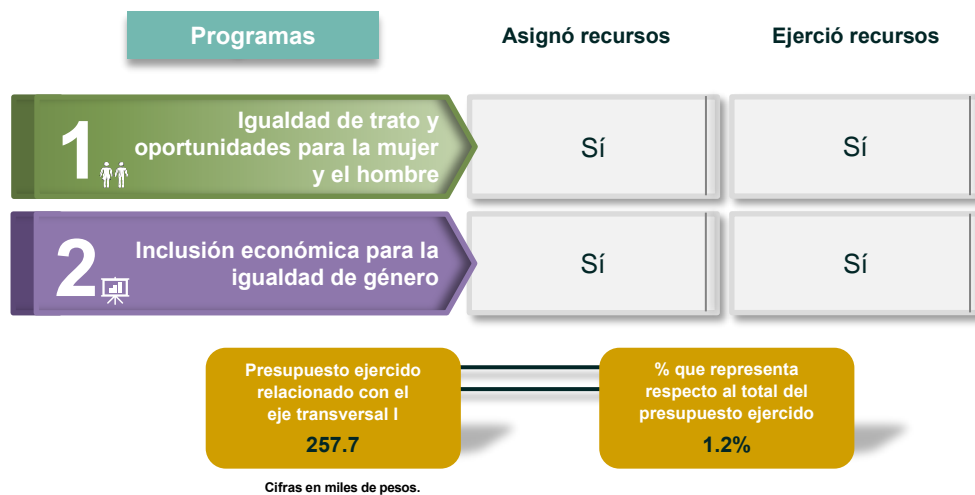 Programas
Asignó recursos
Ejerció recursos
1
Igualdad de trato y
oportunidades para la mujer
y el hombre
Sí
Sí
2
Inclusión económica para la
igualdad de género
Sí
Sí
Presupuesto ejercido
relacionado con el
eje transversal I
257.7
% que representa
respecto al total del
presupuesto ejercido
1.2%
Cifras en miles de pesos.